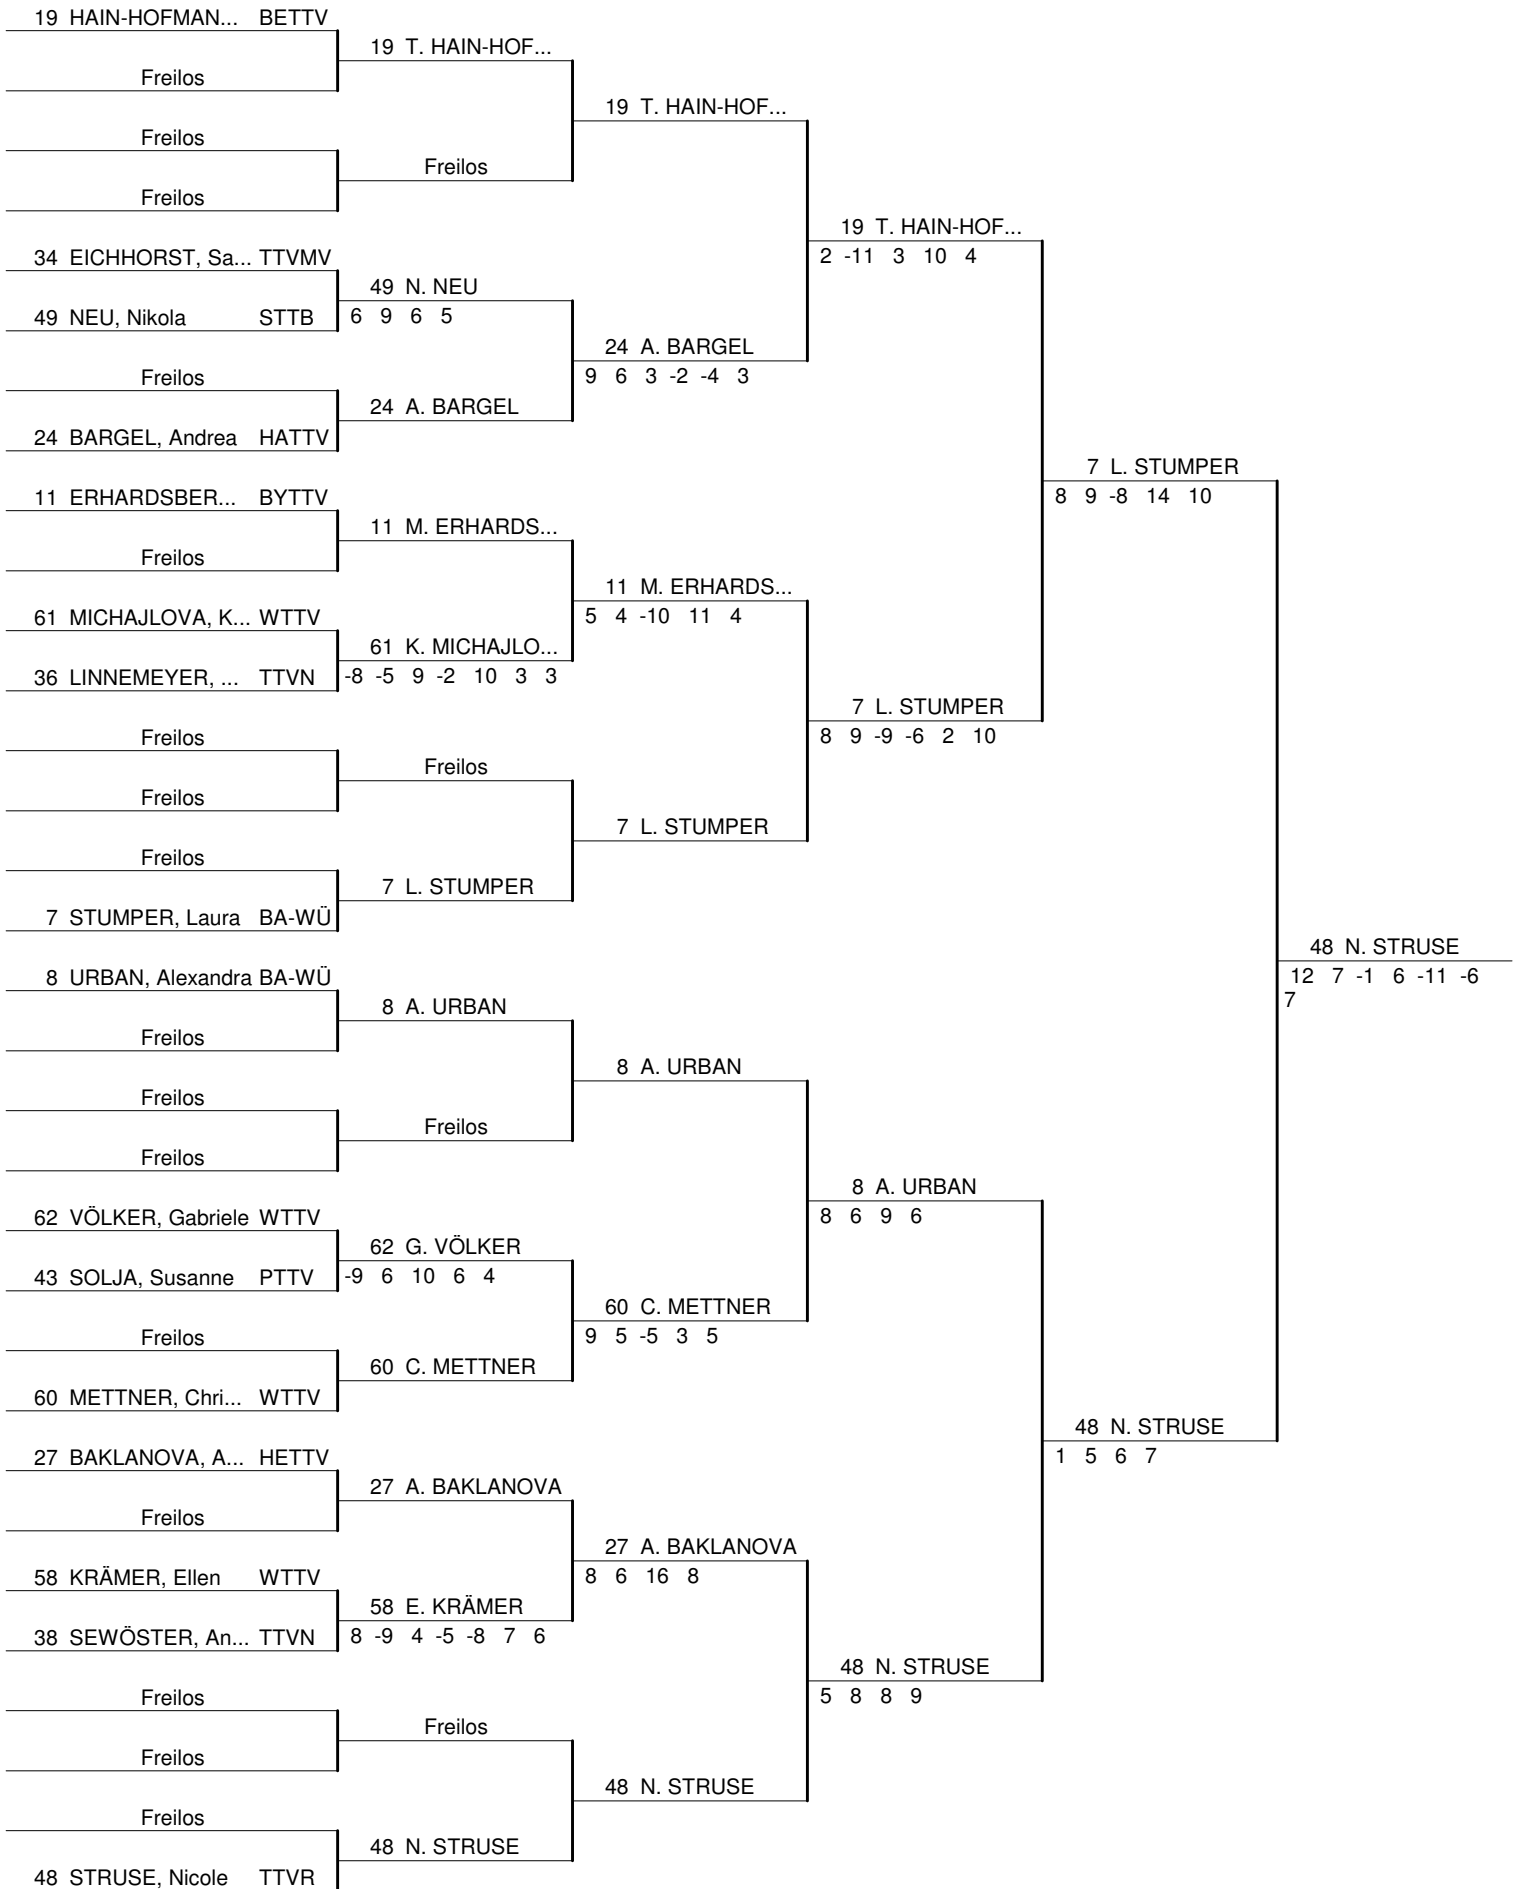 19 HAIN-HOFMAN... BETTV
19 T. HAIN-HOF...
Freilos
19 T. HAIN-HOF...
Freilos
Freilos
Freilos
19 T. HAIN-HOF...
2 -11 3 10 4
34 EICHHORST, Sa... TTVMV
49 N. NEU
49 NEU, Nikola STTB
6 9 6 5
24 A. BARGEL
9 6 3 -2 -4 3
Freilos
24 A. BARGEL
24 BARGEL, Andrea HATTV
7 L. STUMPER
8 9 -8 14 10
11 ERHARDSBER... BYTTV
11 M. ERHARDS...
Freilos
11 M. ERHARDS...
5 4 -10 11 4
61 MICHAJLOVA, K... WTTV
61 K. MICHAJLO...
36 LINNEMEYER, ... TTVN
-8 -5 9 -2 10 3 3
7 L. STUMPER
8 9 -9 -6 2 10
Freilos
Freilos
Freilos
7 L. STUMPER
Freilos
7 L. STUMPER
7 STUMPER, Laura BA-WÜ
48 N. STRUSE
12 7 -1 6 -11 -6
7
8 URBAN, Alexandra BA-WÜ
8 A. URBAN
Freilos
8 A. URBAN
Freilos
Freilos
Freilos
8 A. URBAN
8 6 9 6
62 VÖLKER, Gabriele WTTV
62 G. VÖLKER
43 SOLJA, Susanne PTTV
-9 6 10 6 4
60 C. METTNER
9 5 -5 3 5
Freilos
60 C. METTNER
60 METTNER, Chri... WTTV
48 N. STRUSE
1 5 6 7
27 BAKLANOVA, A... HETTV
27 A. BAKLANOVA
Freilos
27 A. BAKLANOVA
8 6 16 8
58 KRÄMER, Ellen WTTV
58 E. KRÄMER
38 SEWÖSTER, An... TTVN
8 -9 4 -5 -8 7 6
48 N. STRUSE
5 8 8 9
Freilos
Freilos
Freilos
48 N. STRUSE
Freilos
48 N. STRUSE
48 STRUSE, Nicole TTVR